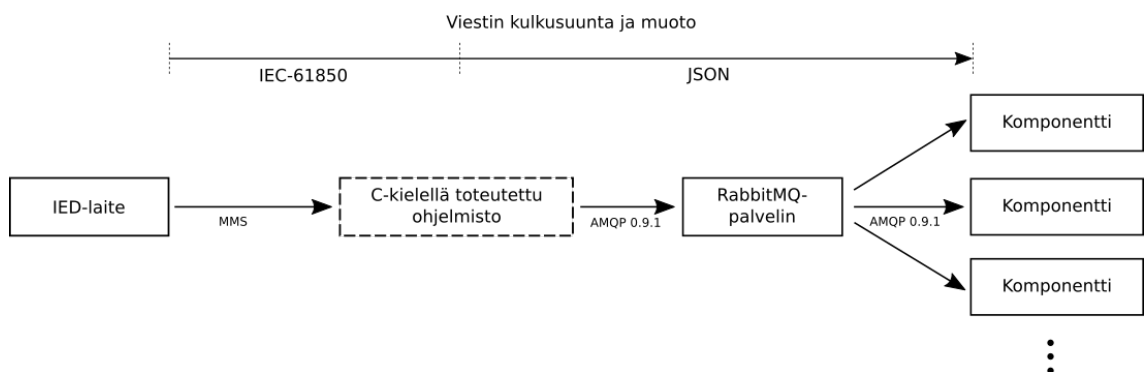 Viestin kulkusuunta ja muoto
IEC-61850
JSON
Komponentti
IED-laite
MMS
C-kielellä toteutettu
ohjelmisto
AMQP 0.9.1
RabbitMQ-
palvelin
AMQP 0.9.1
Komponentti
Komponentti